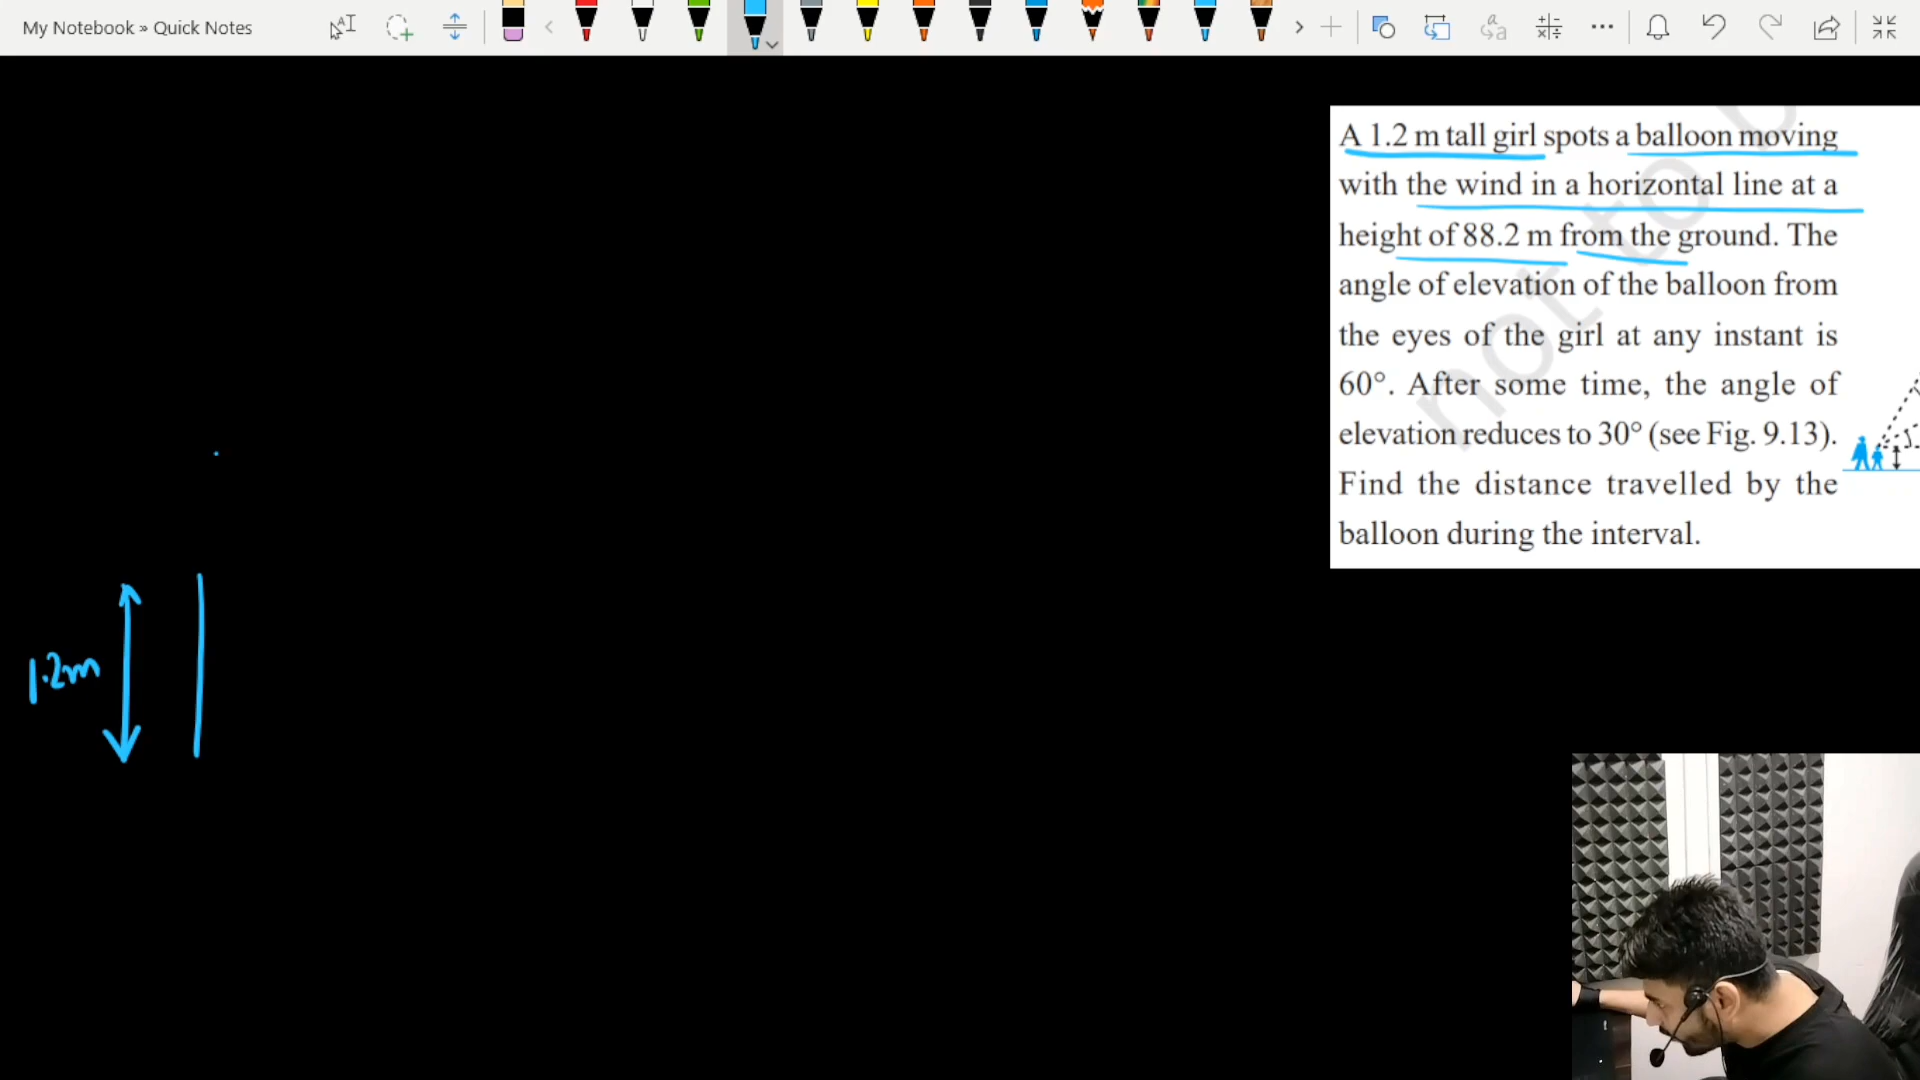 My Notebook » Quick Notes
A 1.2 m tall girl spots a balloon moving
with the wind in a horizontal line at a
height of 88.2 m from the ground. The
angle of elevation of the balloon from
the eyes of the girl at any instant is
60°. After some time, the angle of
elevation reduces to 30° (see Fig. 9.13).
Find the distance travelled by the
balloon during the interval.
not to b
1.2m